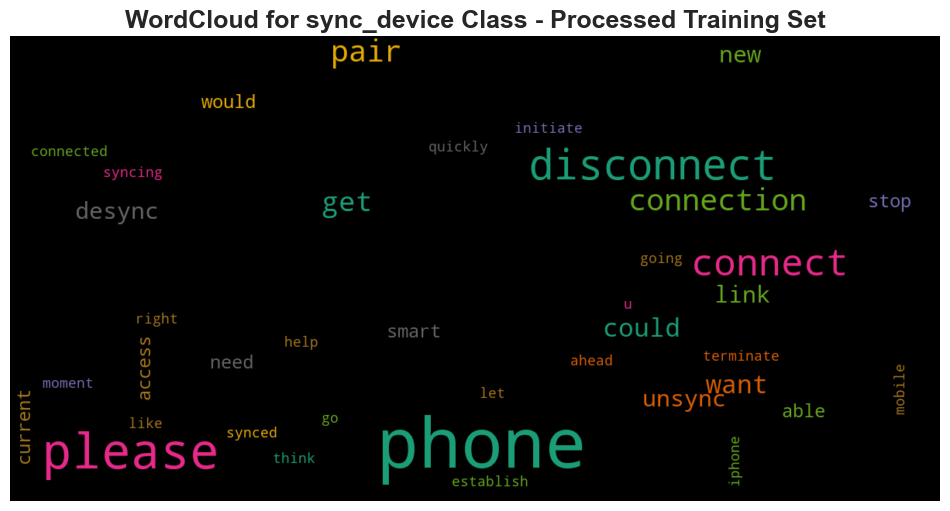 WordCloud for sync_device Class - Processed Training Set
pair
new
would
initiate
quickly
connected
disconnect
syncing
connection
stop
get
desync
going
connect
link
u
right
could
smart
help
access
need
ahead
terminate
moment
want
mobile
let
unsync
current
able
like
go
synced
please
phone
think
iphone
establish